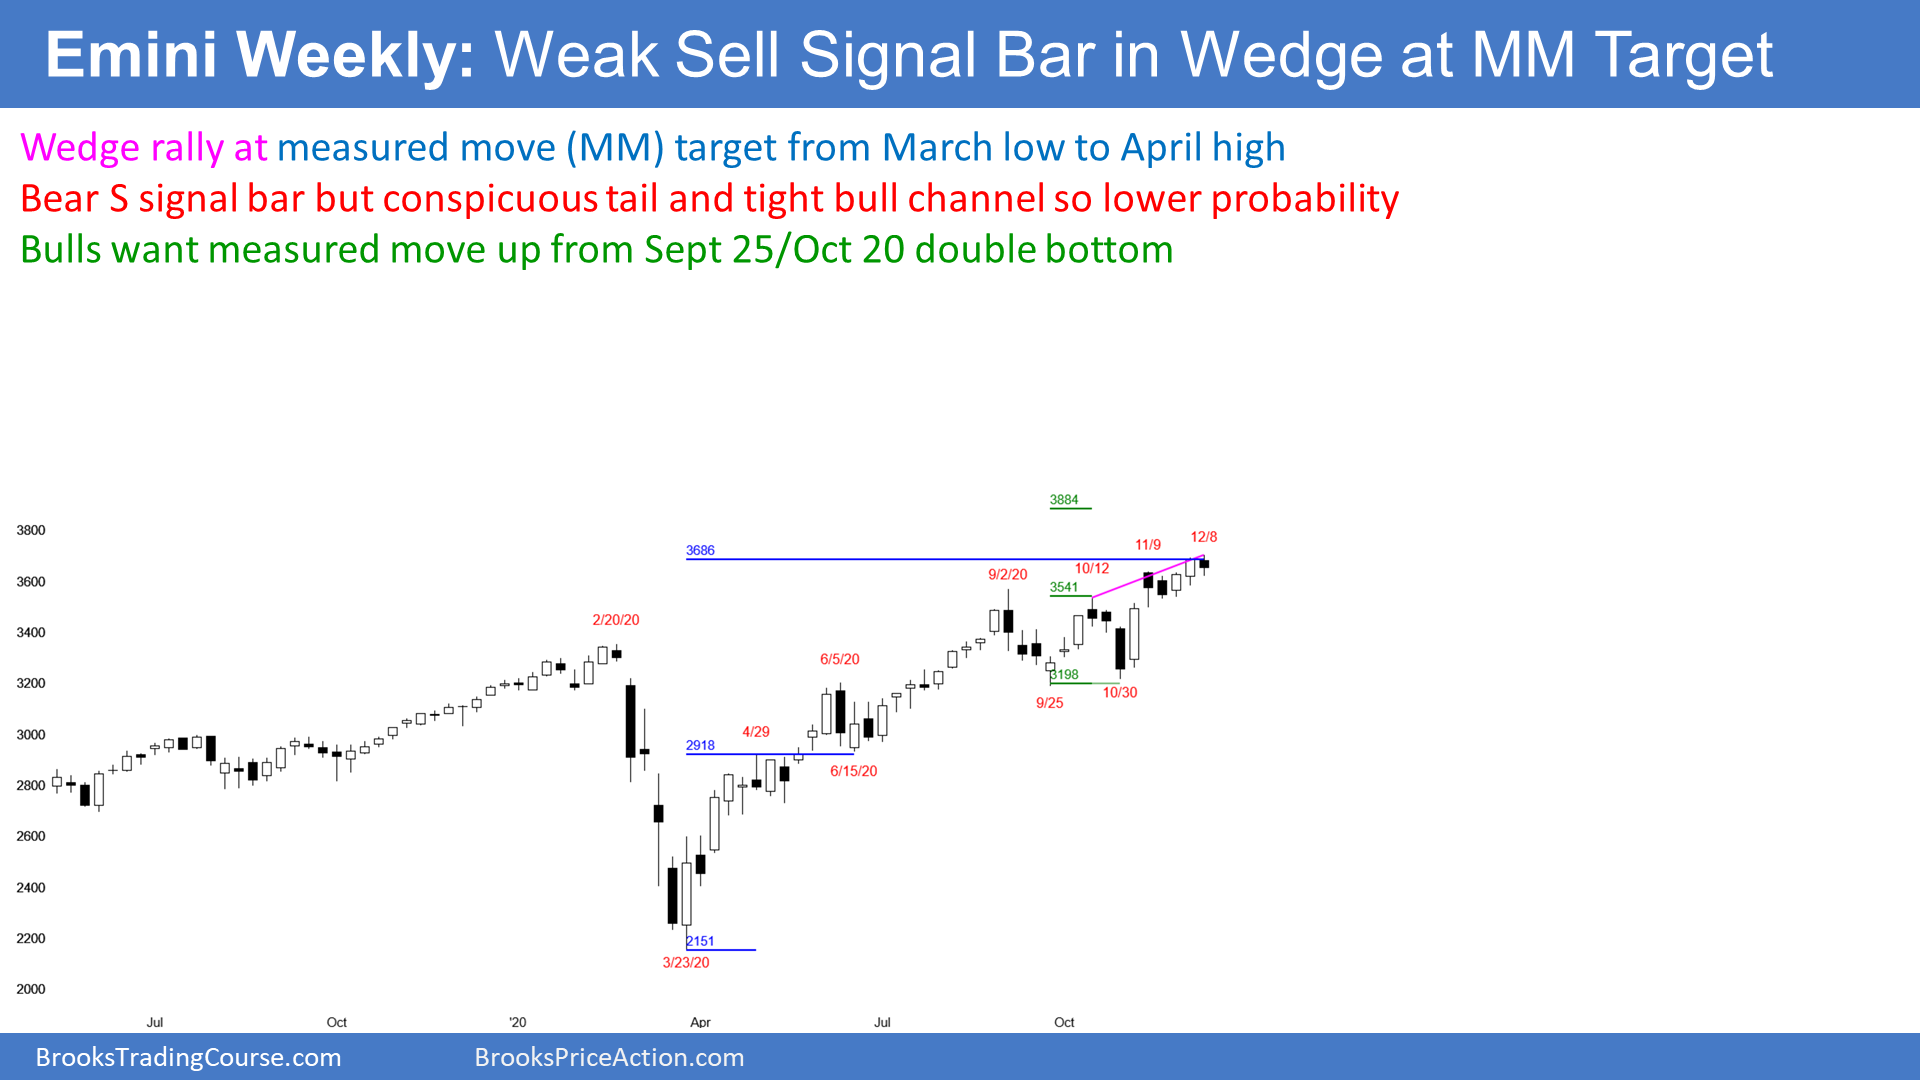 Emini Weekly: Weak Sell Signal Bar in Wedge at MM Target
Wedge rally at measured move (MM) target from March low to April high
Bear S signal bar but conspicuous tail and tight bull channel so lower probability
Bulls want measured move up from Sept 25/Oct 20 double bottom
3884
3800
12/8
11/9
3686
10/12
9/2/20
3600
3541
2/20/20
3400
6/5/20
3198
3200
10/30
9/25
4/29
3000
2918
6/15/20
2800
2600
2400
2200
2151
3/23/20
2000
Jul
Oct
'20
Apr
Jul
Oct
BrooksTradingCourse.com
BrooksPriceAction.com